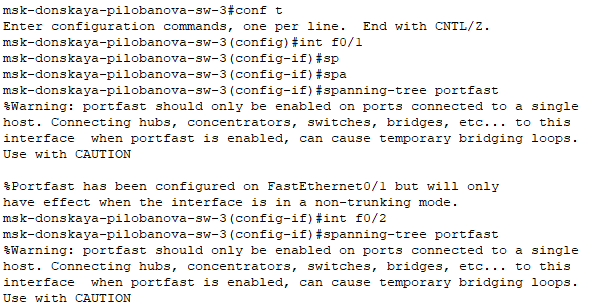 msk-donskaya-pilobanova-sw-3#conf t
Enter configuration commands, one per line.  End with CNTL/Z.
msk-donskaya-pilobanova-sw-3(config)#int f0/1
msk-donskaya-pilobanova-sw-3(config-if)#sp
msk-donskaya-pilobanova-sw-3(config-if)#spa
msk-donskaya-pilobanova-sw-3(config-if)#spanning-tree portfast
%Warning: portfast should only be enabled on ports connected to a single
host. Connecting hubs, concentrators, switches, bridges, etc... to this
interface  when portfast is enabled, can cause temporary bridging loops.
Use with CAUTION

%Portfast has been configured on FastEthernet0/1 but will only
have effect when the interface is in a non-trunking mode.
msk-donskaya-pilobanova-sw-3(config-if)#int f0/2
msk-donskaya-pilobanova-sw-3(config-if)#spanning-tree portfast
%Warning: portfast should only be enabled on ports connected to a single
host. Connecting hubs, concentrators, switches, bridges, etc... to this
interface  when portfast is enabled, can cause temporary bridging loops.
Use with CAUTION